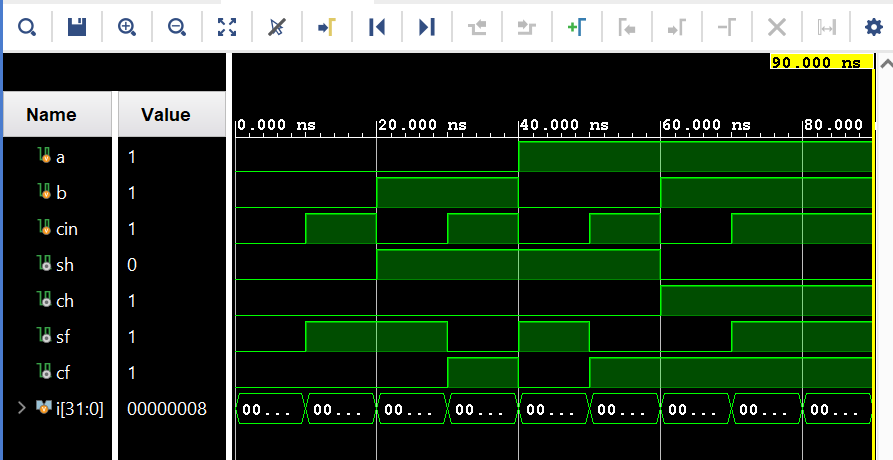 90.000 ns
Name Value
0.000 ns 20.000 ns 40.000 ns 60.000 ns 80.000
a 1
b 1
cin 1
sh 0
ch 1
sf 1
cf 1
i[31:0] 00000008 00... 00... 00... 00... 00... 00... 00... 00... 00...